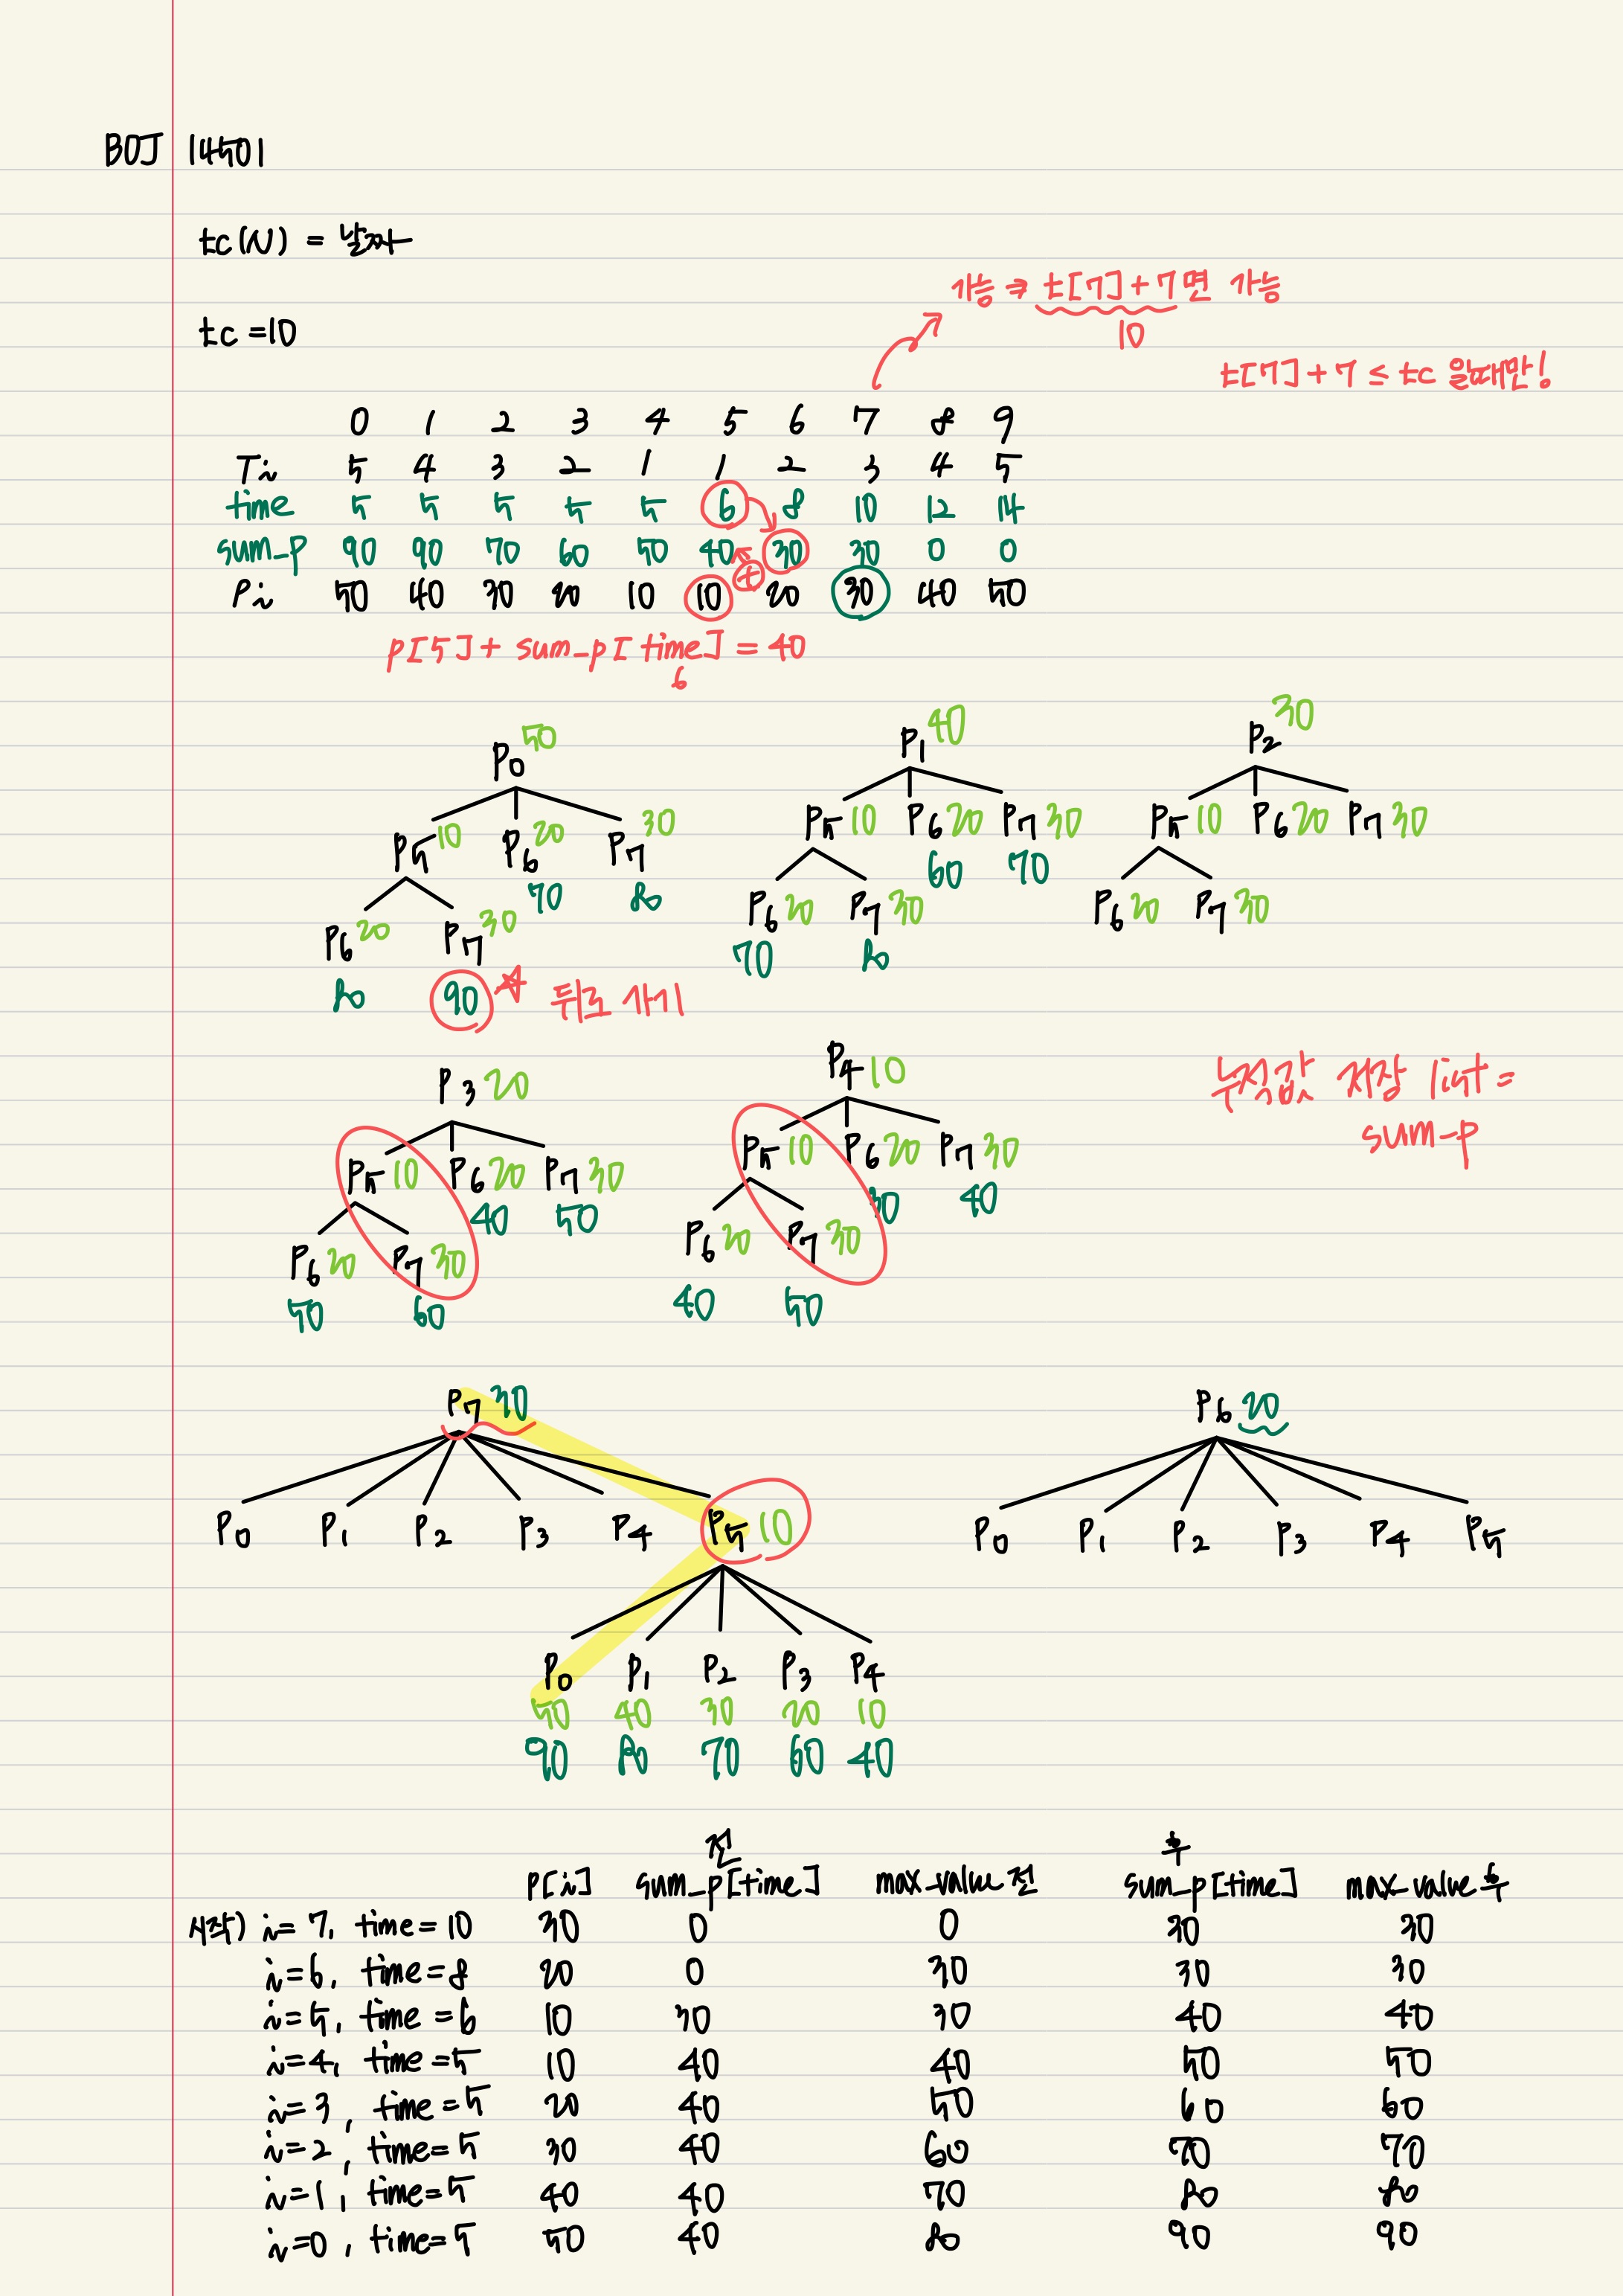 BOJ 14501
tc(N) = 날짜
가능 ⇒ t[7]+7면 가능
10
tc =10
t[7]+7 ≤ tc 일때만!
0 1 2 3 4 5 6 7 8 9
Ti 5 4 3 2 1 1 2 3 4 5
time 5 5 5 5 5 6 8 10 12 14
sum_p 90 90 70 60 50 40 30 30 0 0
+
Pi 50 40 30 20 10 10 20 30 40 50
p[5]+ sum_p[time] = 40
6
P0 50 P1 40 P2 30
P5 10 P6 20 P7 30 P5 10 P6 20 P7 30 P5 10 P6 20 P7 30
70 80 60 70
P6 20 P7 30 P6 20 P7 30 P6 20 P7 30
80 90 ☆ 뒤로 가기 70 80
P3 20 P4 10 누적값 저장 list =
sum-p
P5 10 P6 20 P7 30 P5 10 P6 20 P7 30
40 50 30 40
P6 20 P7 30 P6 20 P7 30
50 60 40 50
P7 30 P6 20
P0 P1 P2 P3 P4 P5 10 P0 P1 P2 P3 P4 P5
P0 P1 P2 P3 P4
50 40 30 20 10
90 80 70 60 40
전 후
p[i] sum_p[time] max_value 전 sum_p[time] max_value 후
시작) i=7, time=10 30 0 0 30 30
i=6, time=8 20 0 30 30 30
i=5, time=6 10 30 30 40 40
i=4, time=5 10 40 40 50 50
i=3, time=5 20 40 50 60 60
i=2, time=5 30 40 60 70 70
i=1, time=5 40 40 70 80 80
i=0, time=5 50 40 80 90 90